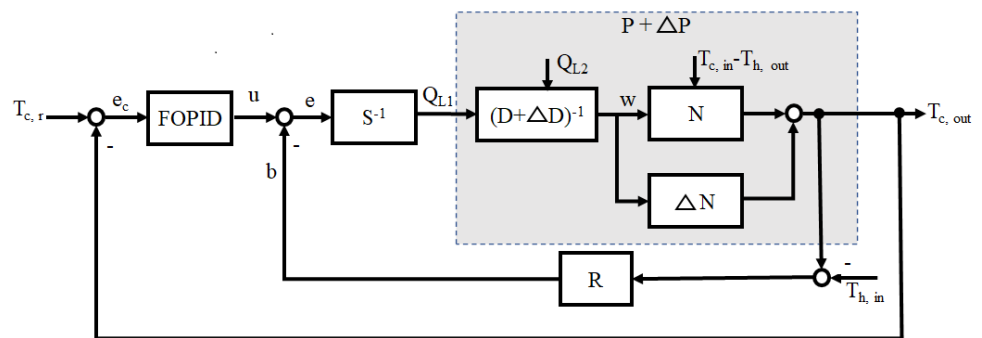 P + △P
T_c, in-T_h, out
Q_L2
T_c, r
e_c
FOPID
u
e
S⁻¹
Q_L1
(D+△D)⁻¹
w
N
T_c, out
-
-
b
△ N
R
-
T_h, in